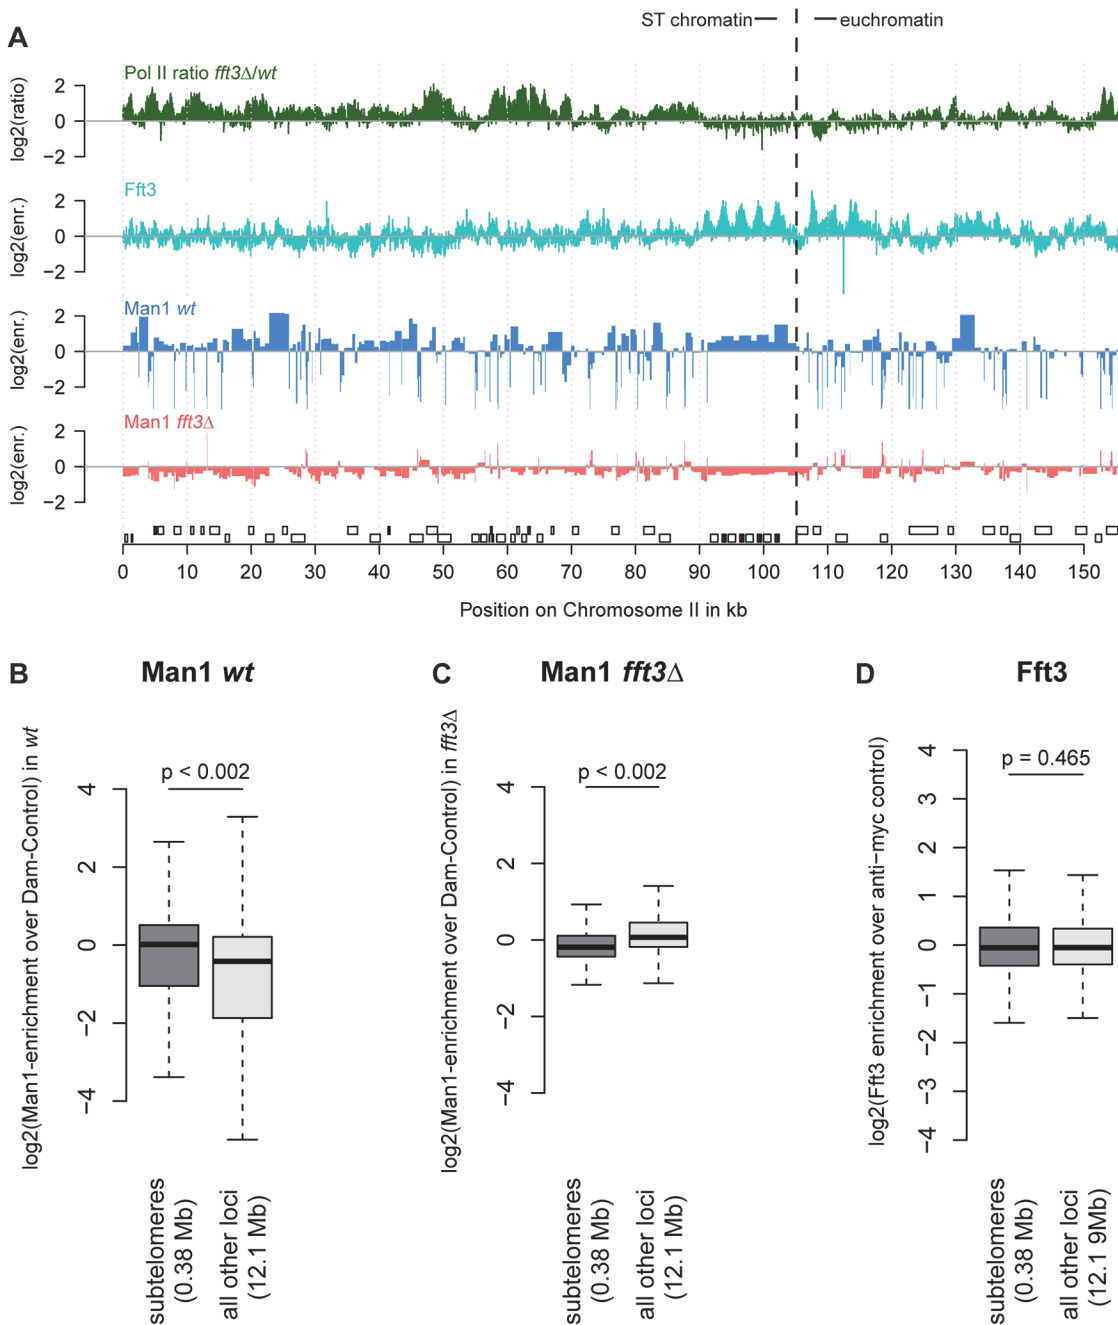 ST chromatin euchromatin
A
Pol II ratio fft3Δ/wt
log2(ratio)
2
0
−2
Fft3
log2(enr.)
2
0
−2
Man1 wt
log2(enr.)
2
0
−2
Man1 fft3Δ
log2(enr.)
2
0
−2
0 10 20 30 40 50 60 70 80 90 100 110 120 130 140 150
Position on Chromosome II in kb
B Man1 wt
log2(Man1-enrichment over Dam-Control) in wt
p < 0.002
4
2
0
−2
−4
subtelomeres
(0.38 Mb)
all other loci
(12.1 Mb)
C Man1 fft3Δ
log2(Man1-enrichment over Dam-Control) in fft3Δ
p < 0.002
4
2
0
−2
−4
subtelomeres
(0.38 Mb)
all other loci
(12.1 Mb)
D Fft3
log2(Fft3 enrichment over anti−myc control)
p = 0.465
4
3
2
1
0
−1
−2
−3
−4
subtelomeres
(0.38 Mb)
all other loci
(12.1 9Mb)